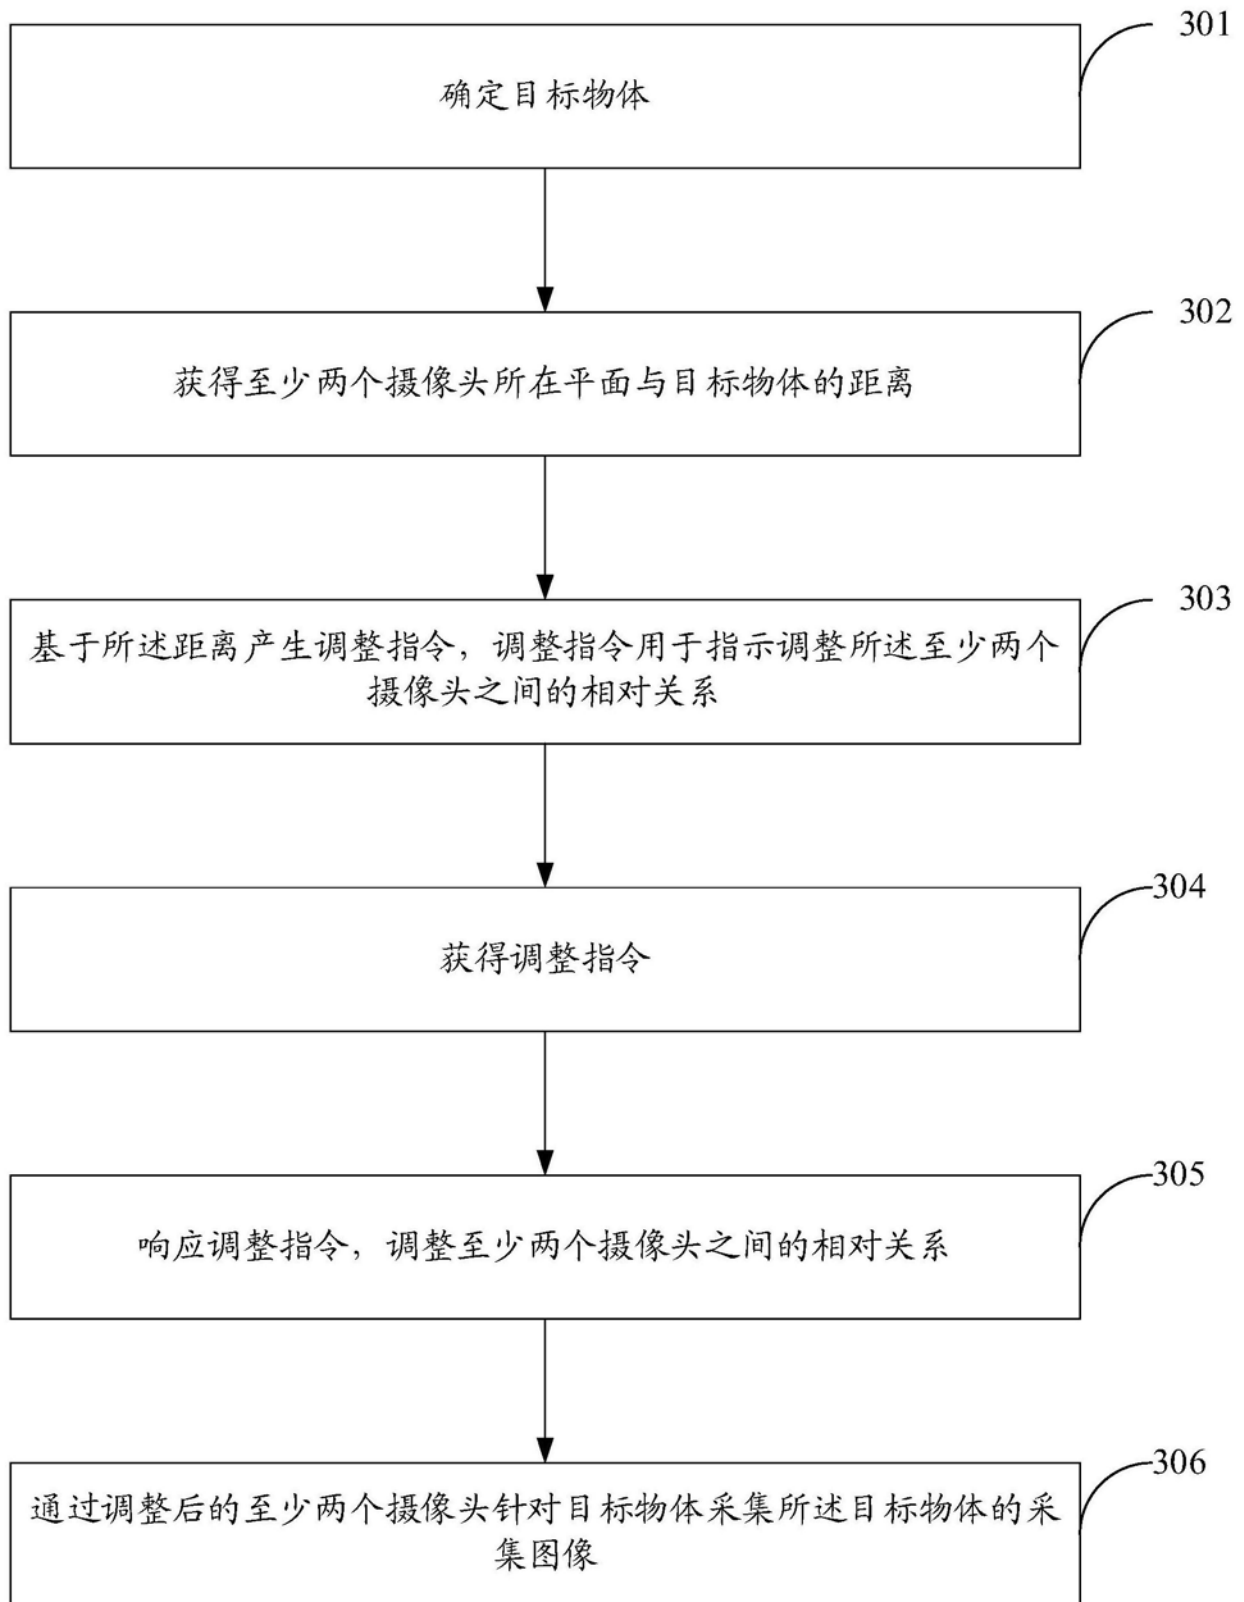 301
确定目标物体
302
获得至少两个摄像头所在平面与目标物体的距离
303
基于所述距离产生调整指令，调整指令用于指示调整所述至少两个
摄像头之间的相对关系
304
获得调整指令
305
响应调整指令，调整至少两个摄像头之间的相对关系
306
通过调整后的至少两个摄像头针对目标物体采集所述目标物体的采
集图像